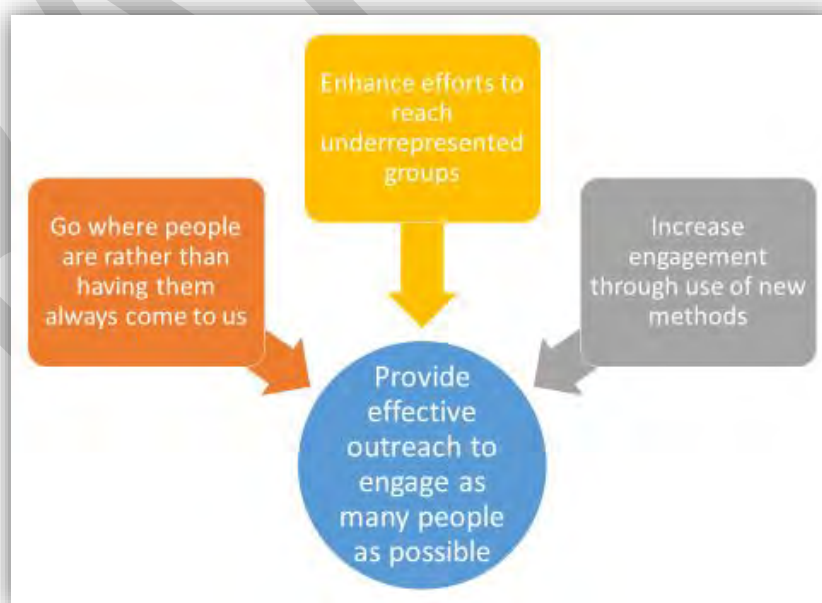 Enhance efforts to
reach
underrepresented
groups
Go where people
are rather than
having them
always come to us
Increase
engagement
through use of new
methods
Provide
effective
outreach to
engage as
many people
as possible